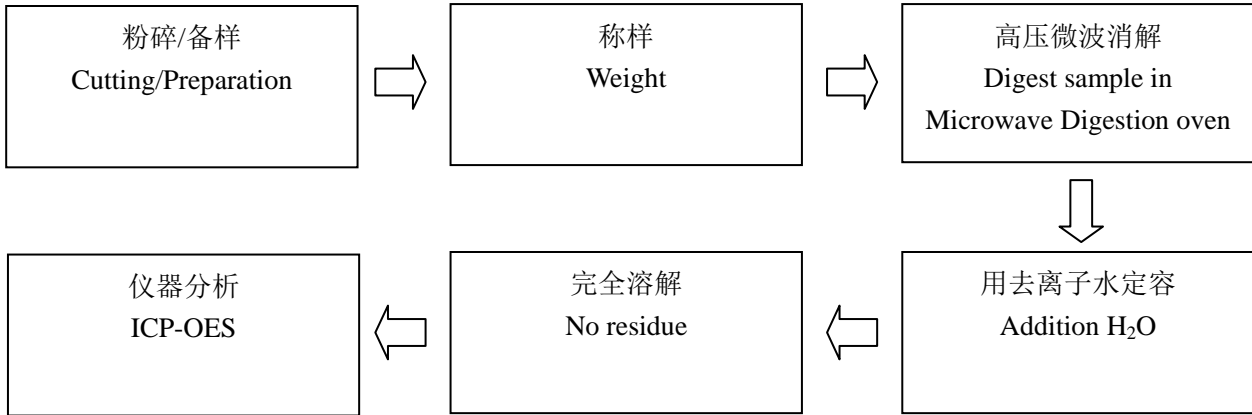 粉碎/备样
Cutting/Preparation
称样
Weight
高压微波消解
Digest sample in
Microwave Digestion oven
用去离子水定容
Addition H₂O
完全溶解
No residue
仪器分析
ICP-OES